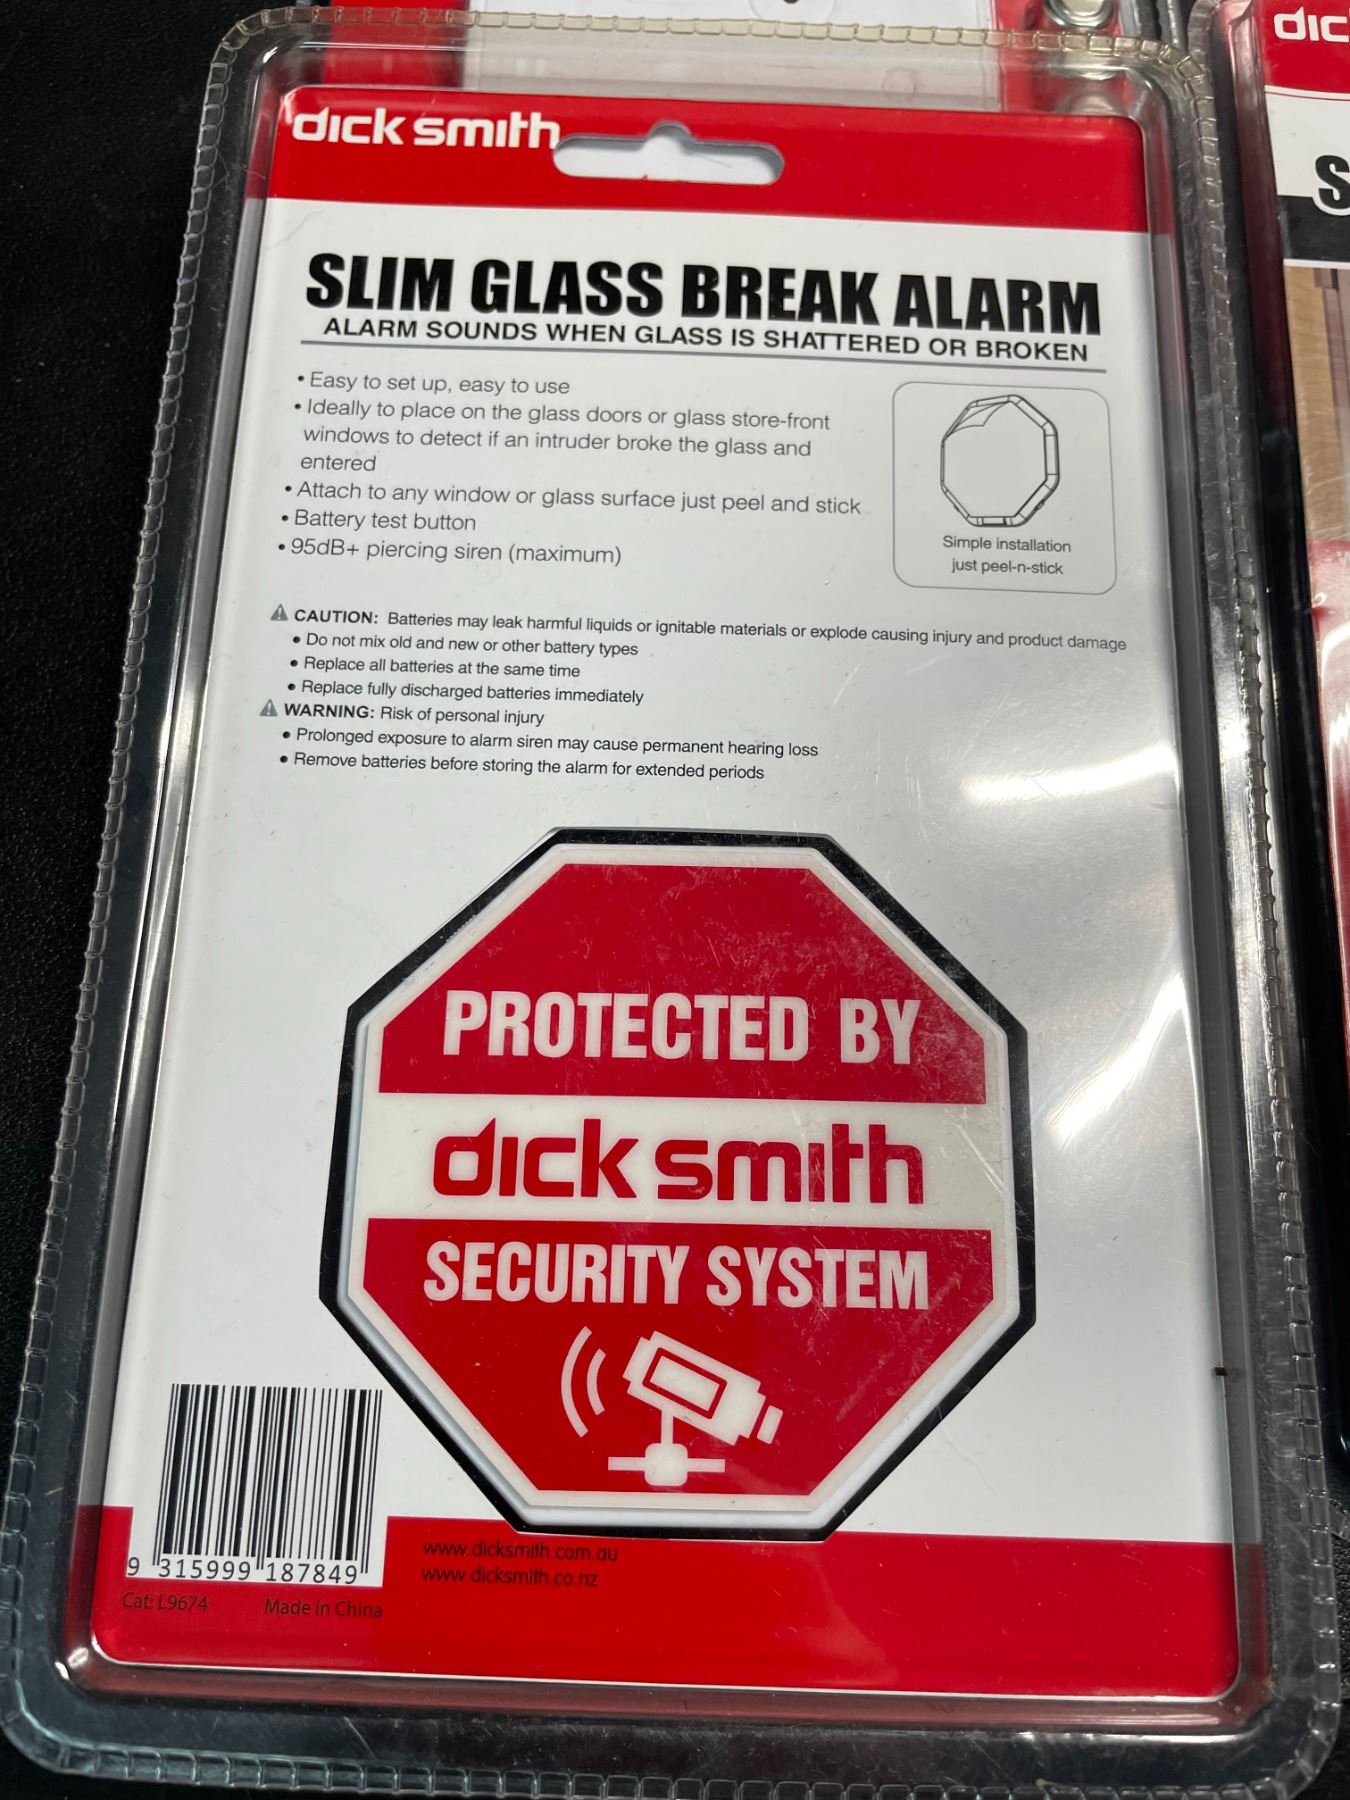 dick smith
SLIM GLASS BREAK ALARM
ALARM SOUNDS WHEN GLASS IS SHATTERED OR BROKEN
• Easy to set up, easy to use
• Ideally to place on the glass doors or glass store-front
windows to detect if an intruder broke the glass and
entered
• Attach to any window or glass surface just peel and stick
• Battery test button
• 95dB+ piercing siren (maximum)
Simple installation
just peel-n-stick
CAUTION: Batteries may leak harmful liquids or ignitable materials or explode causing injury and product damage
• Do not mix old and new or other battery types
• Replace all batteries at the same time
• Replace fully discharged batteries immediately
WARNING: Risk of personal injury
• Prolonged exposure to alarm siren may cause permanent hearing loss
• Remove batteries before storing the alarm for extended periods
PROTECTED BY
dick smith
SECURITY SYSTEM
9 315999 187849
Cat: L9674 Made in China
www.dicksmith.com.au
www.dicksmith.co.nz
dic
S